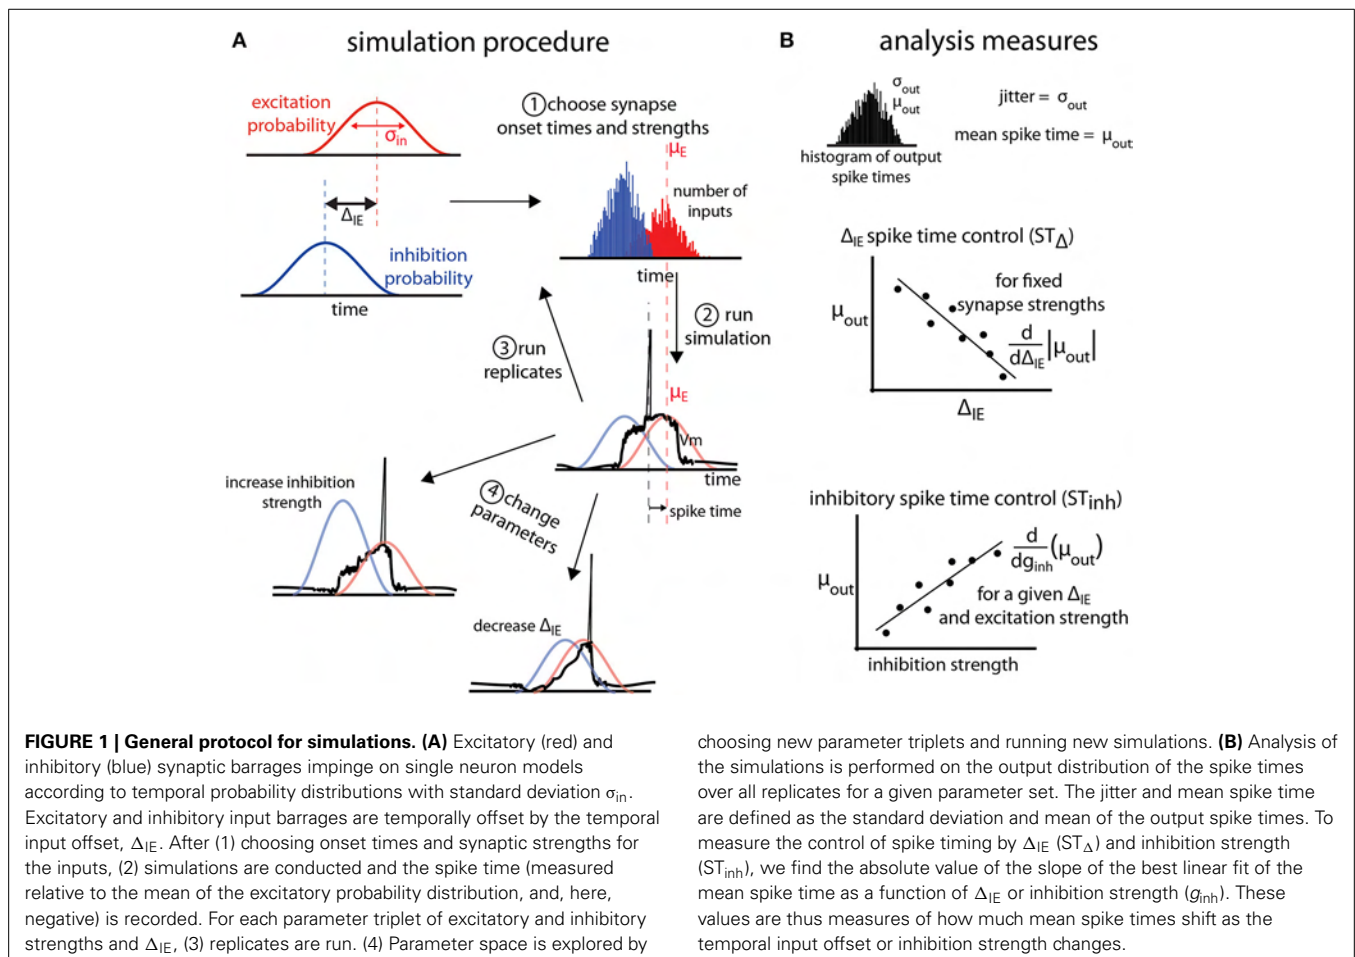 A
simulation procedure
excitation
probability
σin
ΔIE
inhibition
probability
time
①choose synapse
onset times and strengths
μE
number of
inputs
time
② run
simulation
③run
replicates
μE
Vm
time
spike time
④change
parameters
increase inhibition
strength
decrease ΔIE
B
analysis measures
σout
μout
histogram of output
spike times
jitter = σout
mean spike time = μout
ΔIE spike time control (STΔ)
μout
for fixed
synapse strengths
d/dΔIE |μout|
ΔIE
inhibitory spike time control (STinh)
μout
d/dginh (μout)
for a given ΔIE
and excitation strength
inhibition strength
FIGURE 1 | General protocol for simulations. (A) Excitatory (red) and
inhibitory (blue) synaptic barrages impinge on single neuron models
according to temporal probability distributions with standard deviation σin.
Excitatory and inhibitory input barrages are temporally offset by the temporal
input offset, ΔIE. After (1) choosing onset times and synaptic strengths for
the inputs, (2) simulations are conducted and the spike time (measured
relative to the mean of the excitatory probability distribution, and, here,
negative) is recorded. For each parameter triplet of excitatory and inhibitory
strengths and ΔIE, (3) replicates are run. (4) Parameter space is explored by
choosing new parameter triplets and running new simulations. (B) Analysis of
the simulations is performed on the output distribution of the spike times
over all replicates for a given parameter set. The jitter and mean spike time
are defined as the standard deviation and mean of the output spike times. To
measure the control of spike timing by ΔIE (STΔ) and inhibition strength
(STinh), we find the absolute value of the slope of the best linear fit of the
mean spike time as a function of ΔIE or inhibition strength (ginh). These
values are thus measures of how much mean spike times shift as the
temporal input offset or inhibition strength changes.